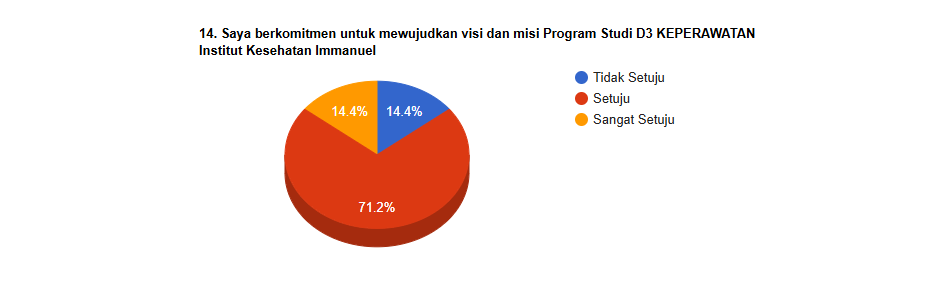 14. Saya berkomitmen untuk mewujudkan visi dan misi Program Studi D3 KEPERAWATAN
Institut Kesehatan Immanuel
Tidak Setuju
Setuju
Sangat Setuju
14.4%
14.4%
71.2%